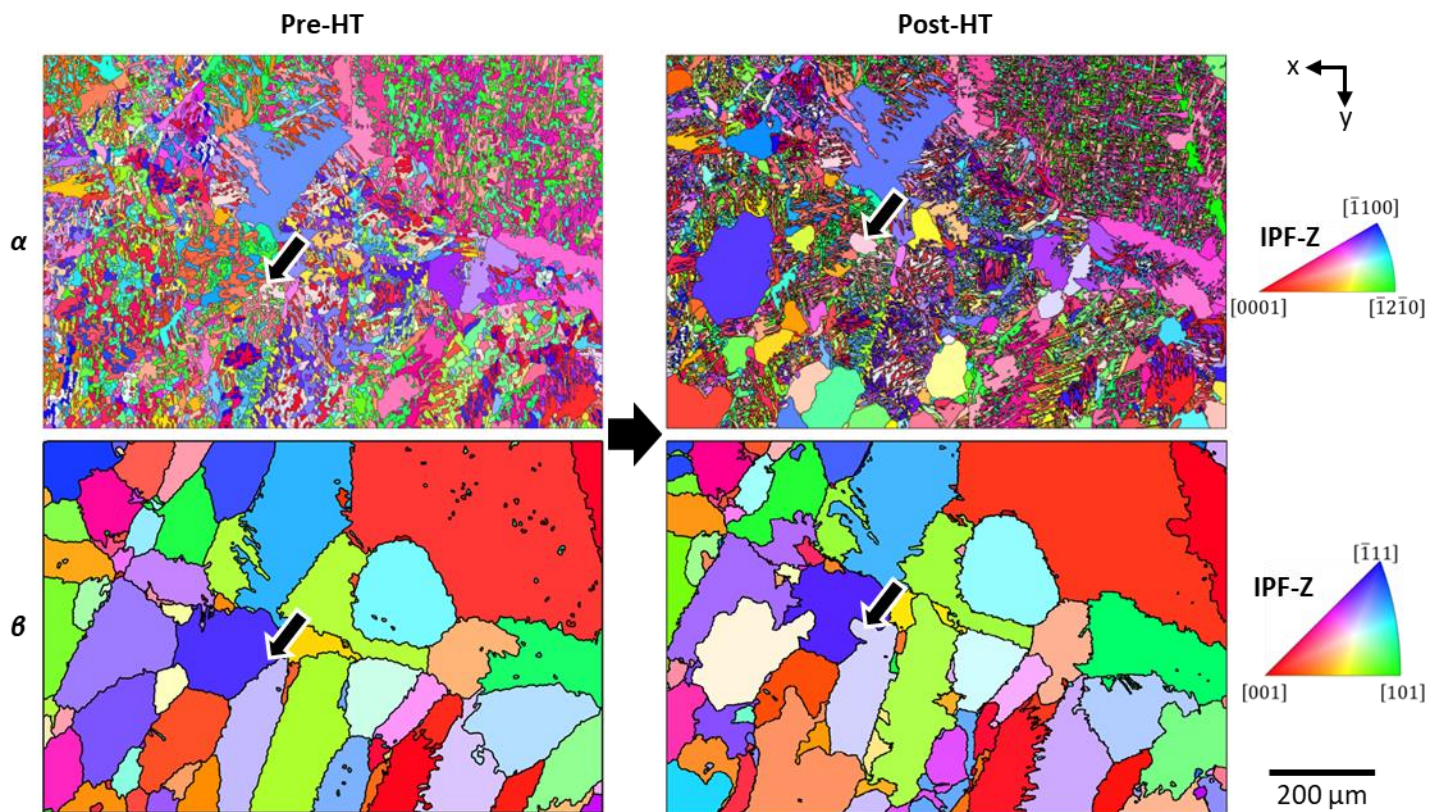 Pre-HT
Post-HT
x
y
α
IPF-Z
[1̅100]
[0001]
[1̅21̅0]
β
IPF-Z
[1̅11]
[001]
[101]
200 µm